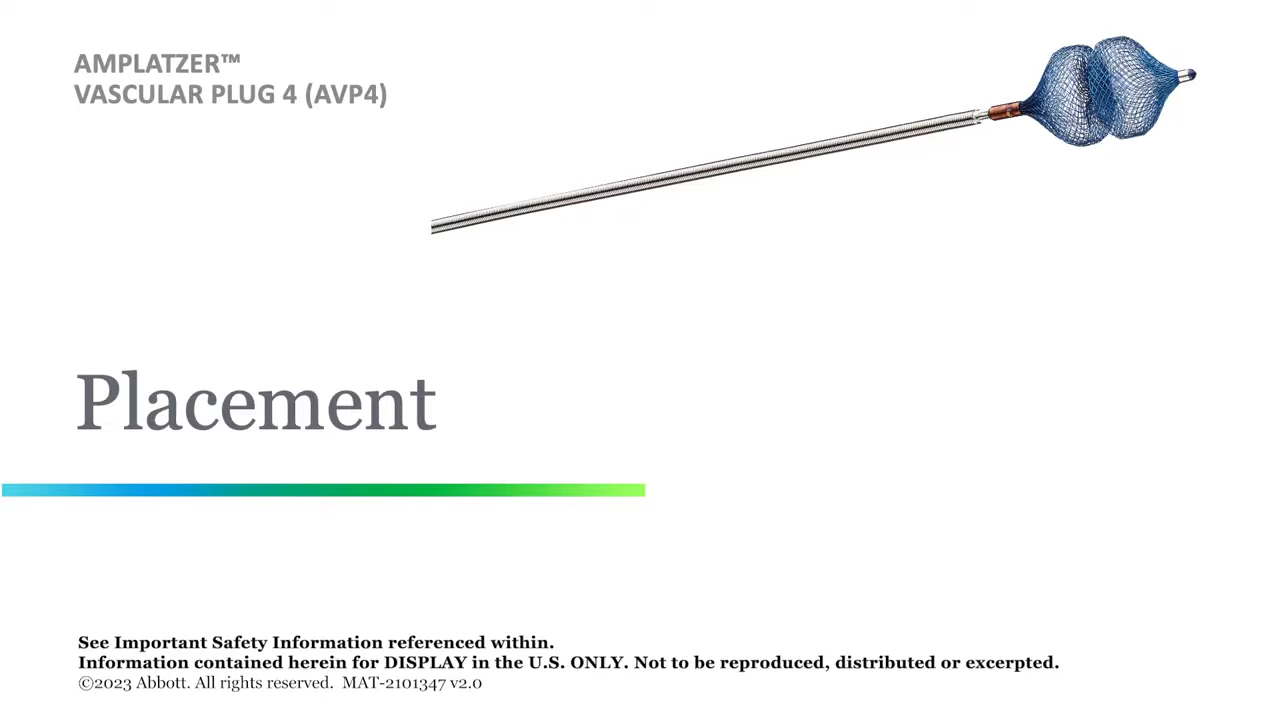 AMPLATZER™
VASCULAR PLUG 4 (AVP4)
Placement
See Important Safety Information referenced within.
Information contained herein for DISPLAY in the U.S. ONLY. Not to be reproduced, distributed or excerpted.
©2023 Abbott. All rights reserved.  MAT-2101347 v2.0